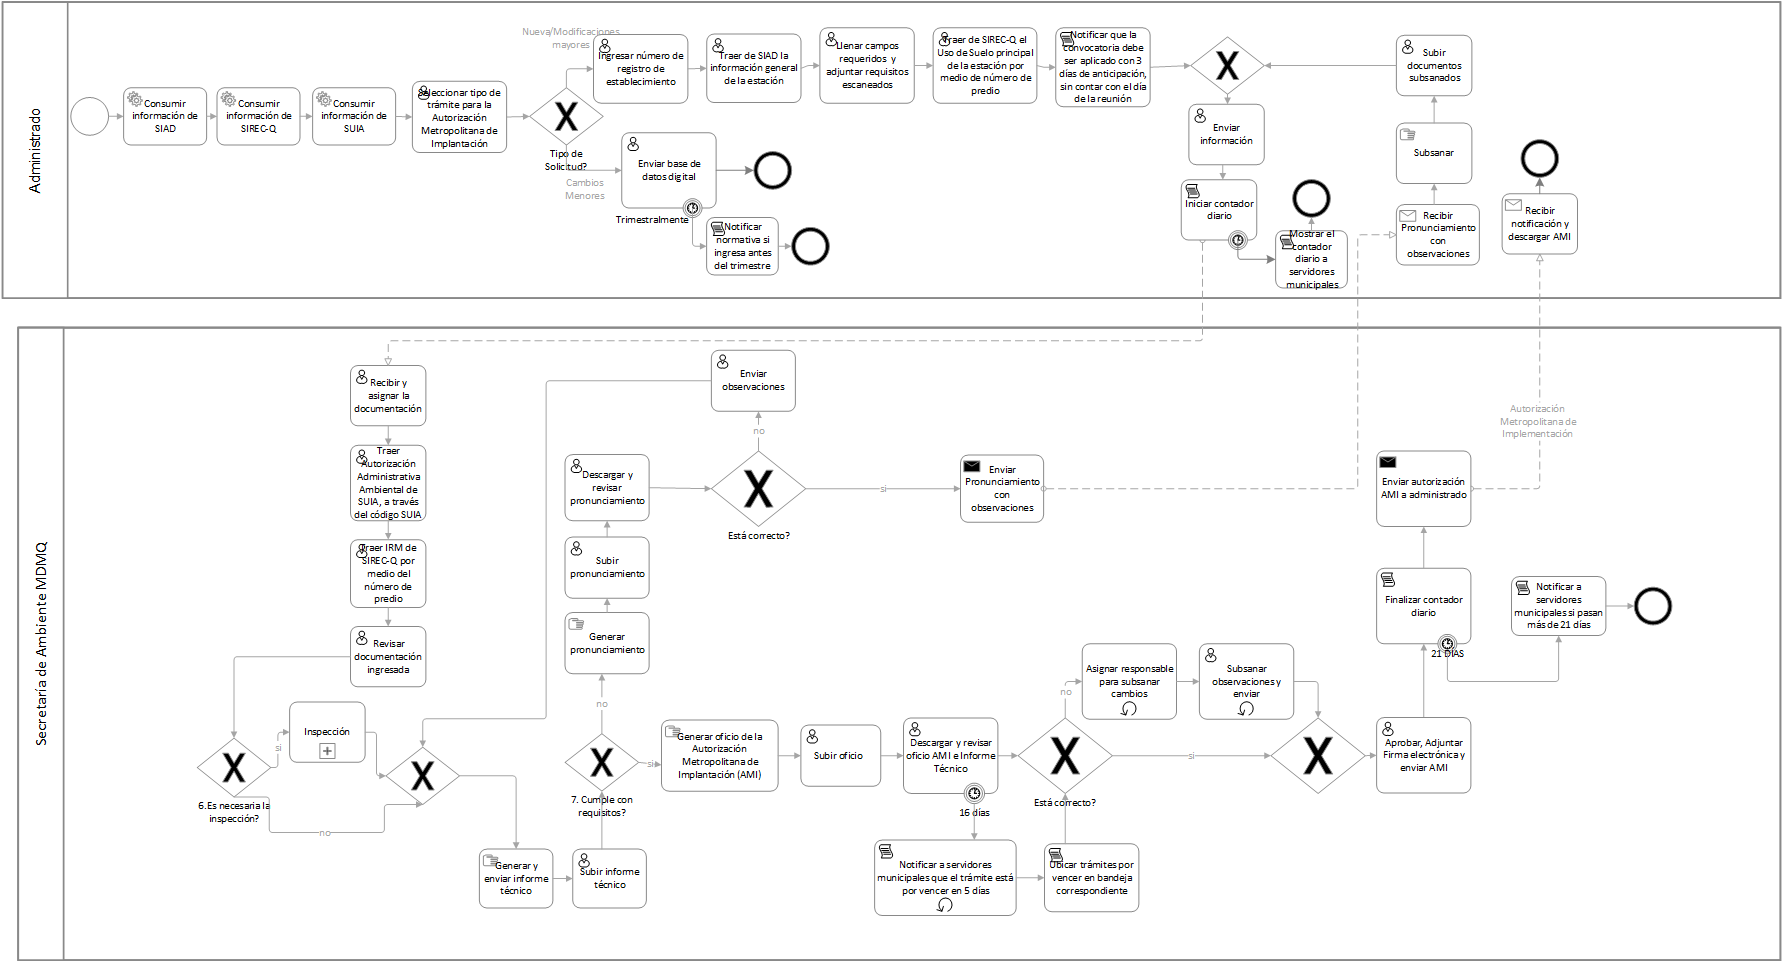 Administrado
Consumir
información de
SIAD
Consumir
información de
SIREC-Q
Consumir
información de
SUIA
Seleccionar tipo de
trámite para la
Autorización
Metropolitana de
Implantación
Tipo de
Solicitud?
Nueva/Modificaciones
mayores
Cambios
Menores
Ingresar número de
registro de
establecimiento
Traer de SIAD la
información general
de la estación
Llenar campos
requeridos y
adjuntar requisitos
escaneados
Traer de SIREC-Q el
Uso de Suelo principal
de la estación por
medio de número de
predio
Notificar que la
convocatoria debe
ser aplicado con 3
días de anticipación,
sin contar con el día
de la reunión
Enviar base de
datos digital
Trimestralmente
Notificar
normativa si
ingresa antes
del trimestre
Enviar
información
Iniciar contador
diario
Mostrar el
contador
diario a
servidores
municipales
Subir
documentos
subsanados
Subsanar
Recibir
Pronunciamiento
con
observaciones
Recibir
notificación y
descargar AMI
Secretaría de Ambiente MDMQ
Recibir y
asignar la
documentación
Traer
Autorización
Administrativa
Ambiental de
SUIA, a través
del código SUIA
Traer IRM de
SIREC-Q por
medio del
número de
predio
Revisar
documentación
ingresada
6.Es necesaria la
inspección?
si
no
Inspección
Generar y
enviar informe
técnico
Subir informe
técnico
7. Cumple con
requisitos?
no
si
Generar
pronunciamiento
Subir
pronunciamiento
Descargar y
revisar
pronunciamiento
Está correcto?
no
si
Enviar
observaciones
Enviar
Pronunciamiento
con
observaciones
Generar oficio de la
Autorización
Metropolitana de
Implantación (AMI)
Subir oficio
Descargar y revisar
oficio AMI e Informe
Técnico
16 días
Notificar a servidores
municipales que el trámite está
por vencer en 5 días
Ubicar trámites por
vencer en bandeja
correspondiente
Está correcto?
no
si
Asignar responsable
para subsanar
cambios
Subsanar
observaciones y
enviar
Aprobar, Adjuntar
Firma electrónica y
enviar AMI
Finalizar contador
diario
21 DÍAS
Notificar a
servidores
municipales si pasan
más de 21 días
Enviar autorización
AMI a administrado
Autorización
Metropolitana de
Implementación